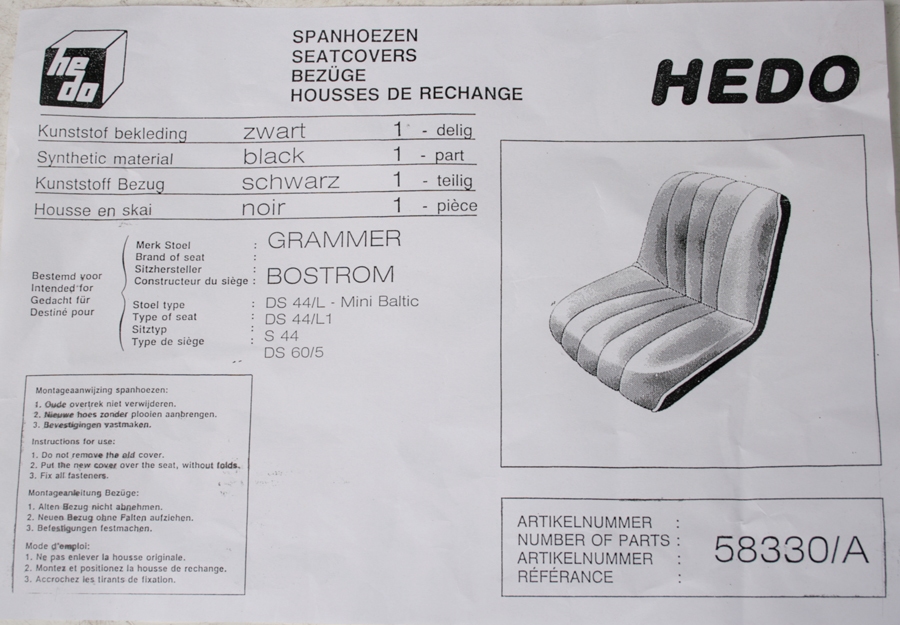 hedo
SPANHOEZEN
SEATCOVERS
BEZÜGE
HOUSSES DE RECHANGE
HEDO
Kunststof bekleding zwart 1 - delig
Synthetic material black 1 - part
Kunststoff Bezug schwarz 1 - teilig
Housse en skai noir 1 - pièce
Bestemd voor
Intended for
Gedacht für
Destiné pour
Merk Stoel : GRAMMER
Brand of seat :
Sitzhersteller : BOSTROM
Constructeur du siège :
Stoel type : DS 44/L - Mini Baltic
Type of seat : DS 44/L1
Sitztyp : S 44
Type de siège : DS 60/5
Montageaanwijzing spanhoezen:
1. Oude overtrek niet verwijderen.
2. Nieuwe hoes zonder plooien aanbrengen.
3. Bevestigingen vastmaken.
Instructions for use:
1. Do not remove the old cover.
2. Put the new cover over the seat, without folds.
3. Fix all fasteners.
Montageanleitung Bezüge:
1. Alten Bezug nicht abnehmen.
2. Neuen Bezug ohne Falten aufziehen.
3. Befestigungen festmachen.
Mode d'emploi:
1. Ne pas enlever la housse originale.
2. Montez et positionez la housse de rechange.
3. Accrochez les tirants de fixation.
ARTIKELNUMMER :
NUMBER OF PARTS : 58330/A
ARTIKELNUMMER :
RÉFÉRANCE :